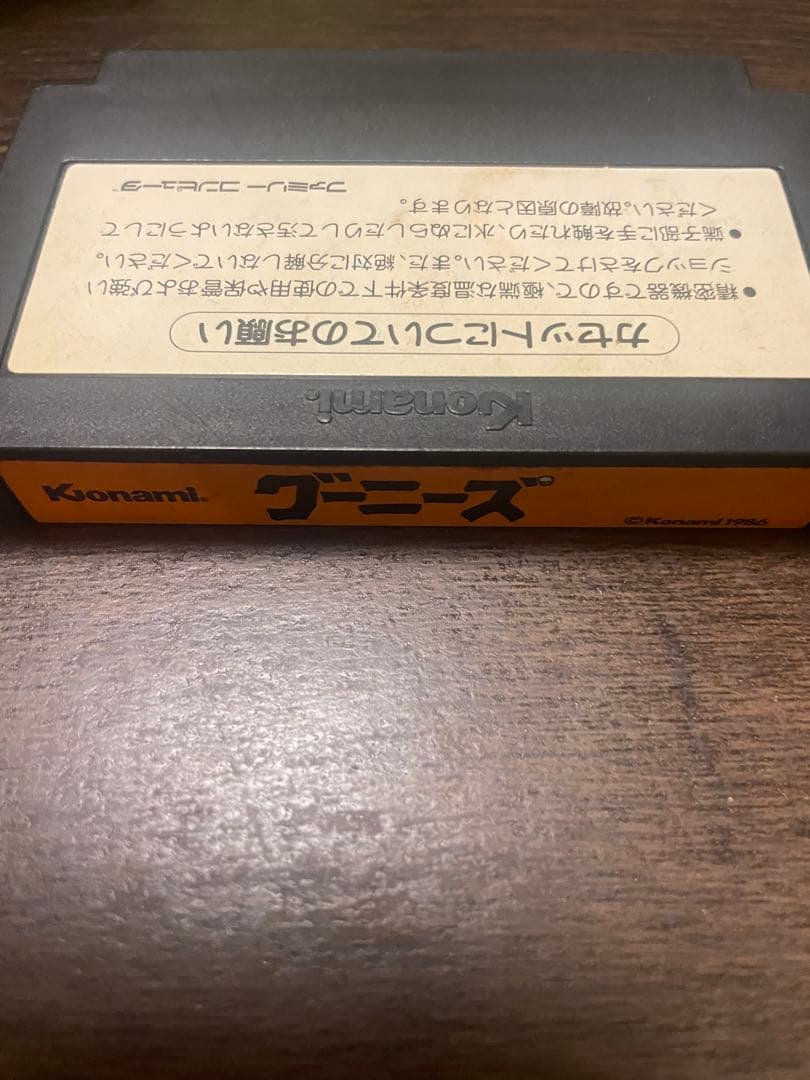 カセットについてのお願い
●精密機器ですので、極端な温度条件下での使用や保管および強い
ショックをさけてください。また、絶対に分解しないでください。
●端子部に手を触れたり、水にぬらしたりして汚さないようにして
ください。故障の原因となります。
ファミリー コンピュータ™
Konami.
Konami. グーニーズ ©Konami 1986